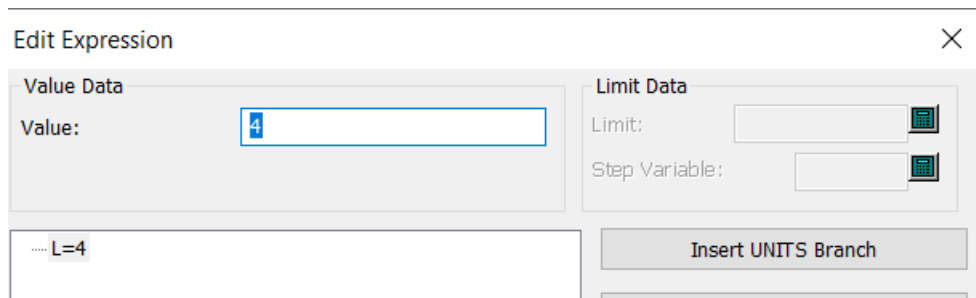 Edit Expression
Value Data
Value:
4
Limit Data
Limit:
Step Variable:
L=4
Insert UNITS Branch